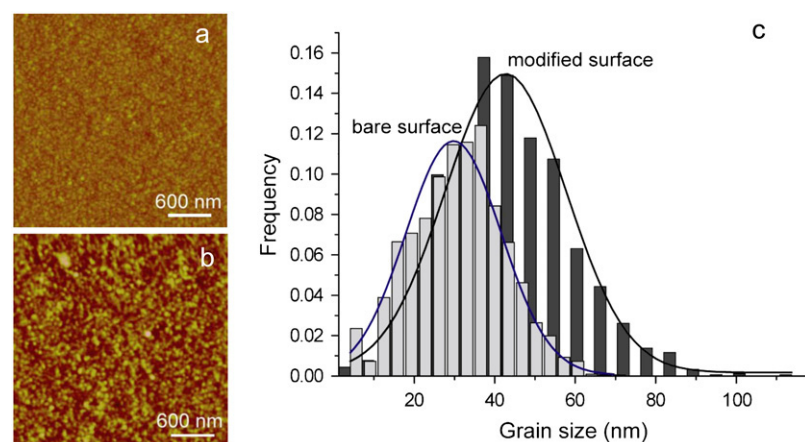 a
600 nm
b
600 nm
c
modified surface
bare surface
Frequency
0.16
0.14
0.12
0.10
0.08
0.06
0.04
0.02
0.00
20
40
60
80
100
Grain size (nm)